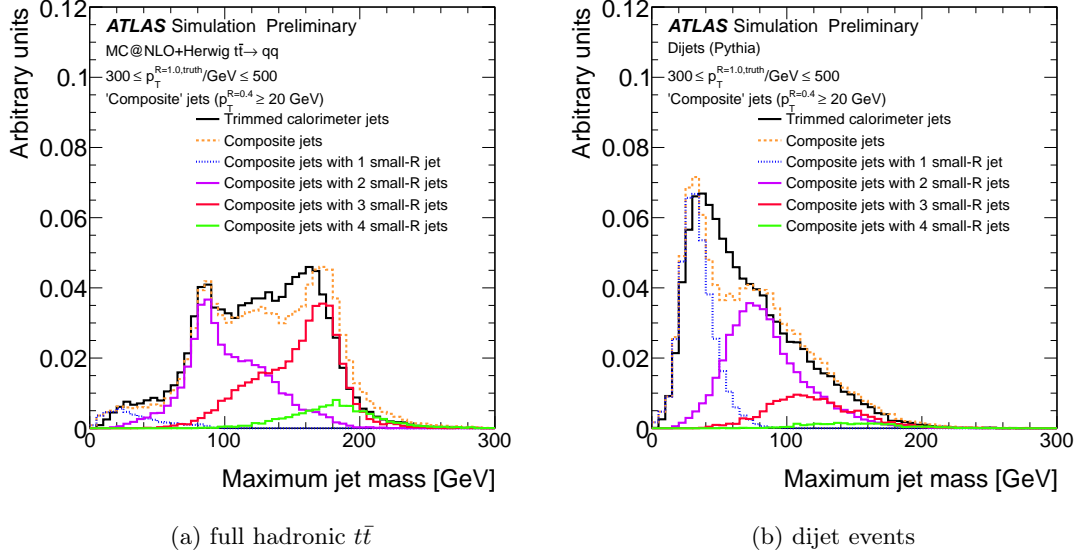 ATLAS Simulation Preliminary
MC@NLO+Herwig tt̄→ qq
300 ≤ p_T^{R=1.0,truth}/GeV ≤ 500
'Composite' jets (p_T^{R=0.4} ≥ 20 GeV)
Trimmed calorimeter jets
Composite jets
Composite jets with 1 small-R jet
Composite jets with 2 small-R jets
Composite jets with 3 small-R jets
Composite jets with 4 small-R jets
Arbitrary units
0.12
0.1
0.08
0.06
0.04
0.02
0
0 100 200 300
Maximum jet mass [GeV]
(a) full hadronic tt̄
ATLAS Simulation Preliminary
Dijets (Pythia)
300 ≤ p_T^{R=1.0,truth}/GeV ≤ 500
'Composite' jets (p_T^{R=0.4} ≥ 20 GeV)
Trimmed calorimeter jets
Composite jets
Composite jets with 1 small-R jet
Composite jets with 2 small-R jets
Composite jets with 3 small-R jets
Composite jets with 4 small-R jets
Arbitrary units
0.12
0.1
0.08
0.06
0.04
0.02
0
0 100 200 300
Maximum jet mass [GeV]
(b) dijet events